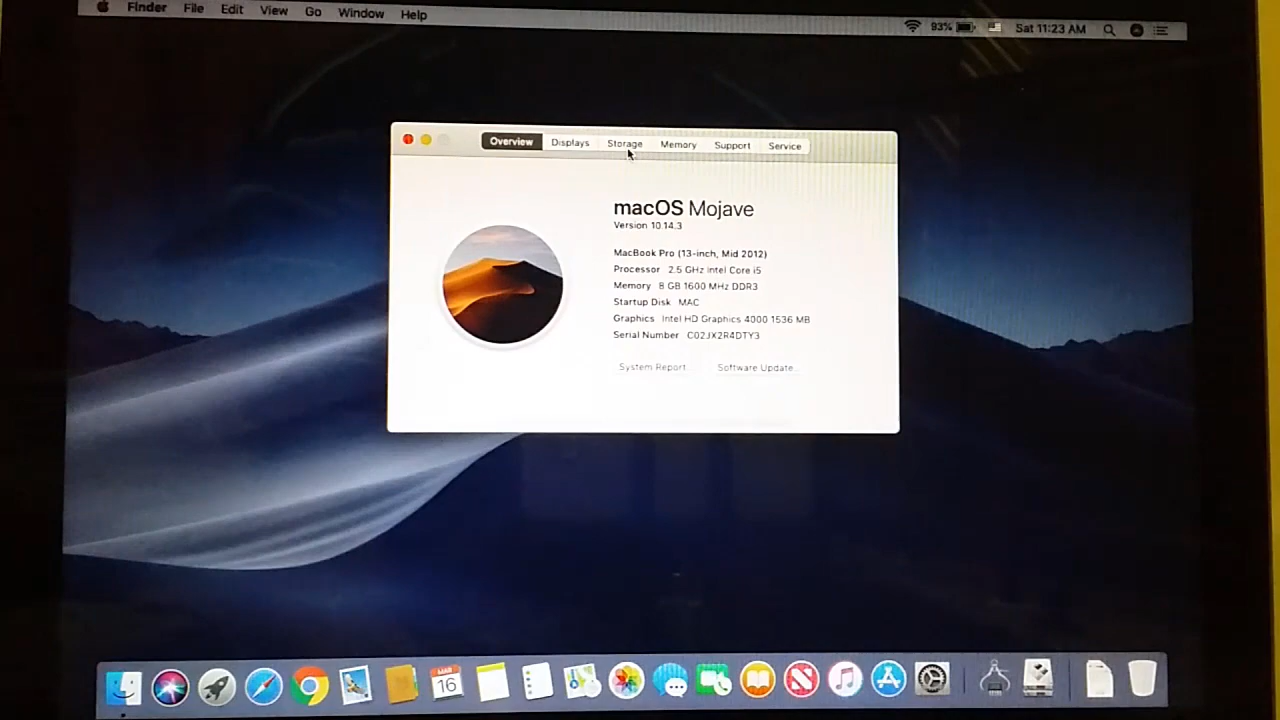 Finder File Edit View Go Window Help
93% Sat 11:23 AM
Overview Displays Storage Memory Support Service
macOS Mojave
Version 10.14.3
MacBook Pro (13-inch, Mid 2012)
Processor 2.5 GHz Intel Core i5
Memory 8 GB 1600 MHz DDR3
Startup Disk MAC
Graphics Intel HD Graphics 4000 1536 MB
Serial Number C02JX2R4DTY3
System Report... Software Update...
MAR
16